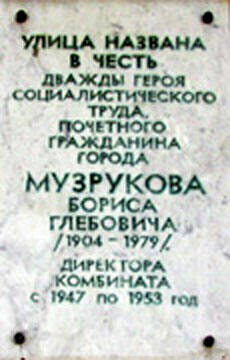 УЛИЦА НАЗВАНА
В ЧЕСТЬ
ДВАЖДЫ ГЕРОЯ
СОЦИАЛИСТИЧЕСКОГО
ТРУДА,
ПОЧЕТНОГО
ГРАЖДАНИНА
ГОРОДА
МУЗРУКОВА
БОРИСА
ГЛЕБОВИЧА
/1904 – 1979/.
ДИРЕКТОРА
КОМБИНАТА
с 1947 по 1953 год